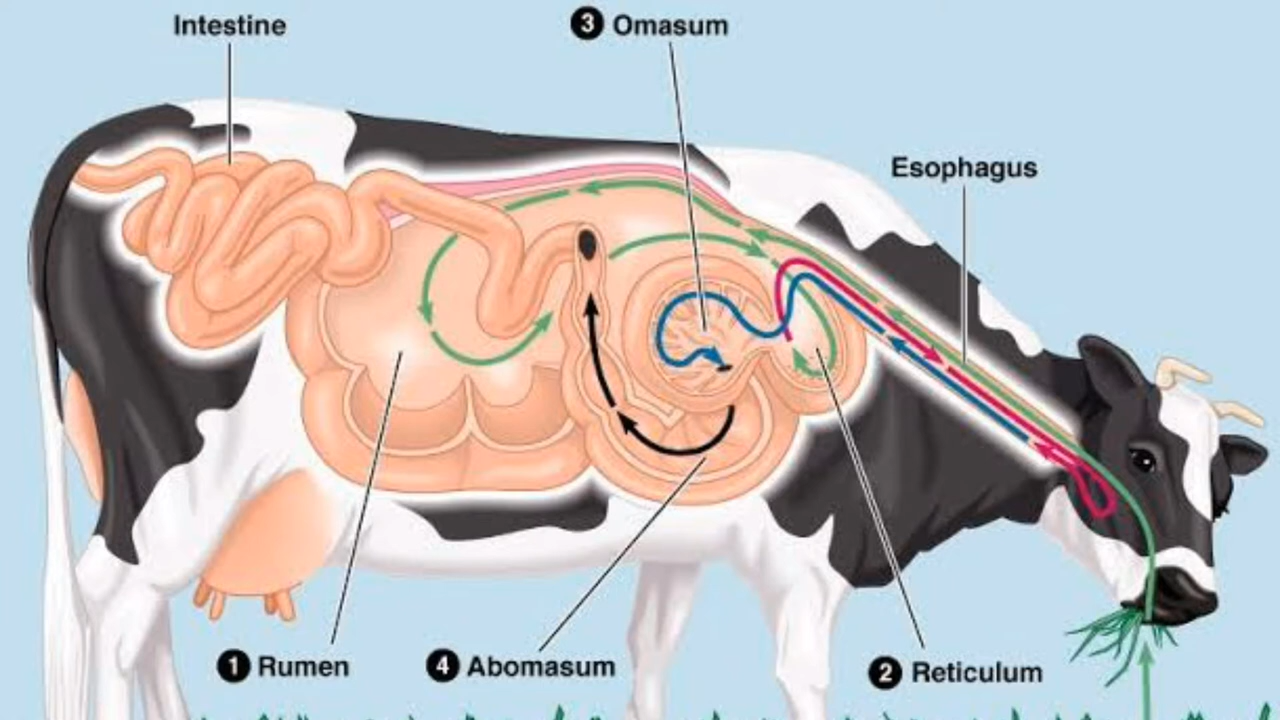 Intestine
3 Omasum
Esophagus
1 Rumen
4 Abomasum
2 Reticulum